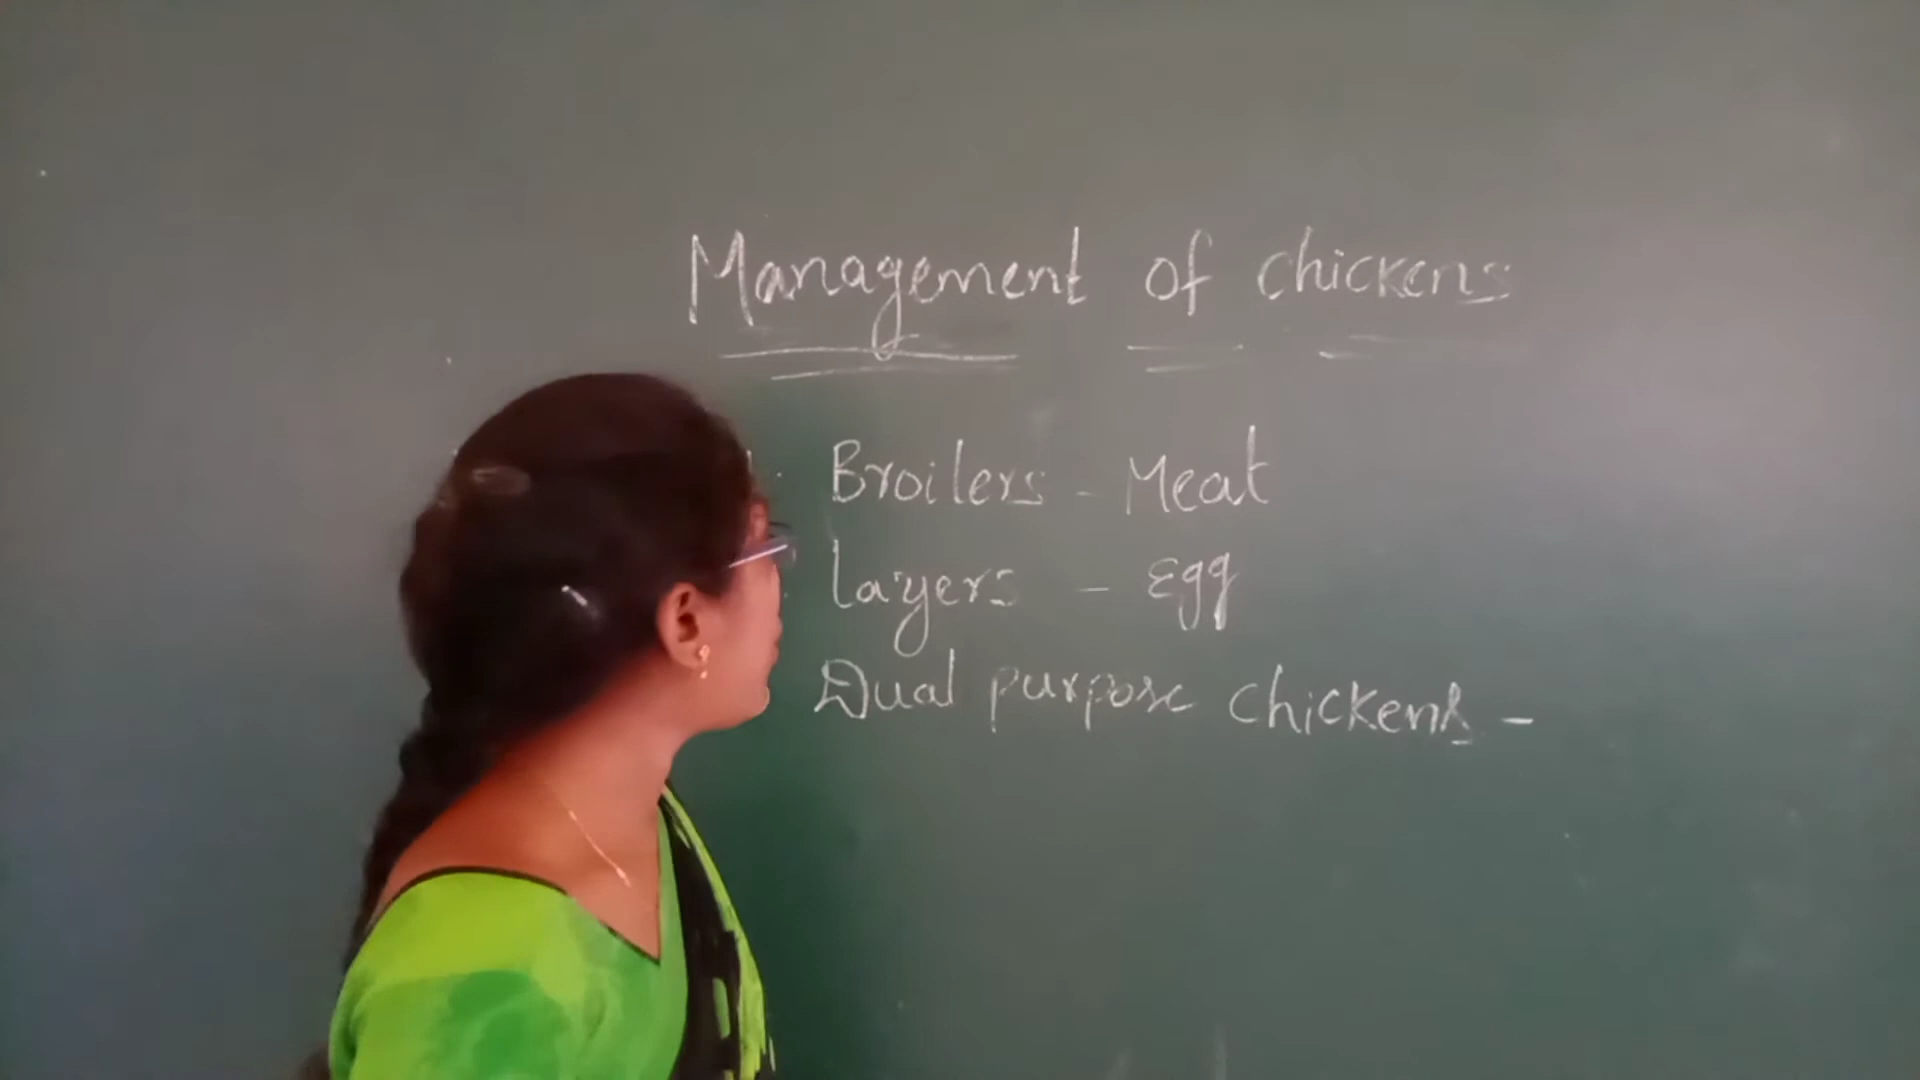 Management of chickens
Broilers - Meat
Layers - Egg
Dual purpose chickens -